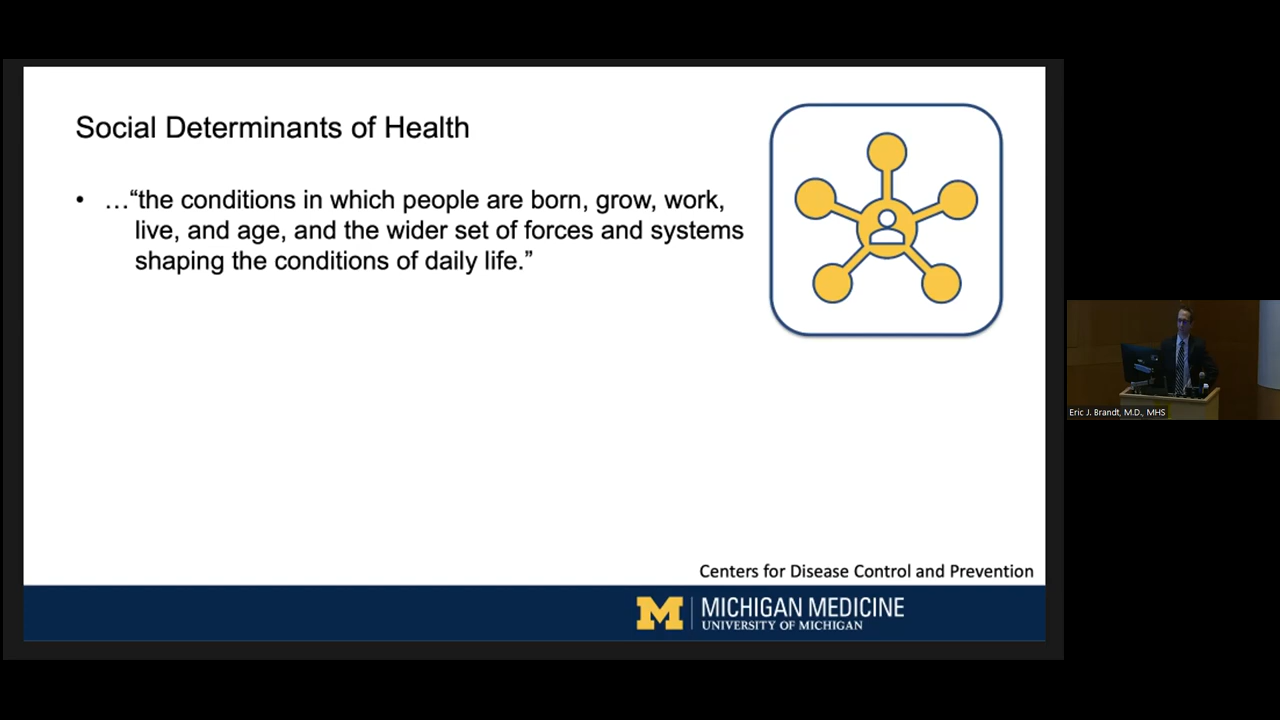 Social Determinants of Health
• …“the conditions in which people are born, grow, work,
live, and age, and the wider set of forces and systems
shaping the conditions of daily life.”
Centers for Disease Control and Prevention
M | MICHIGAN MEDICINE
UNIVERSITY OF MICHIGAN
Eric J. Brandt, M.D., MHS